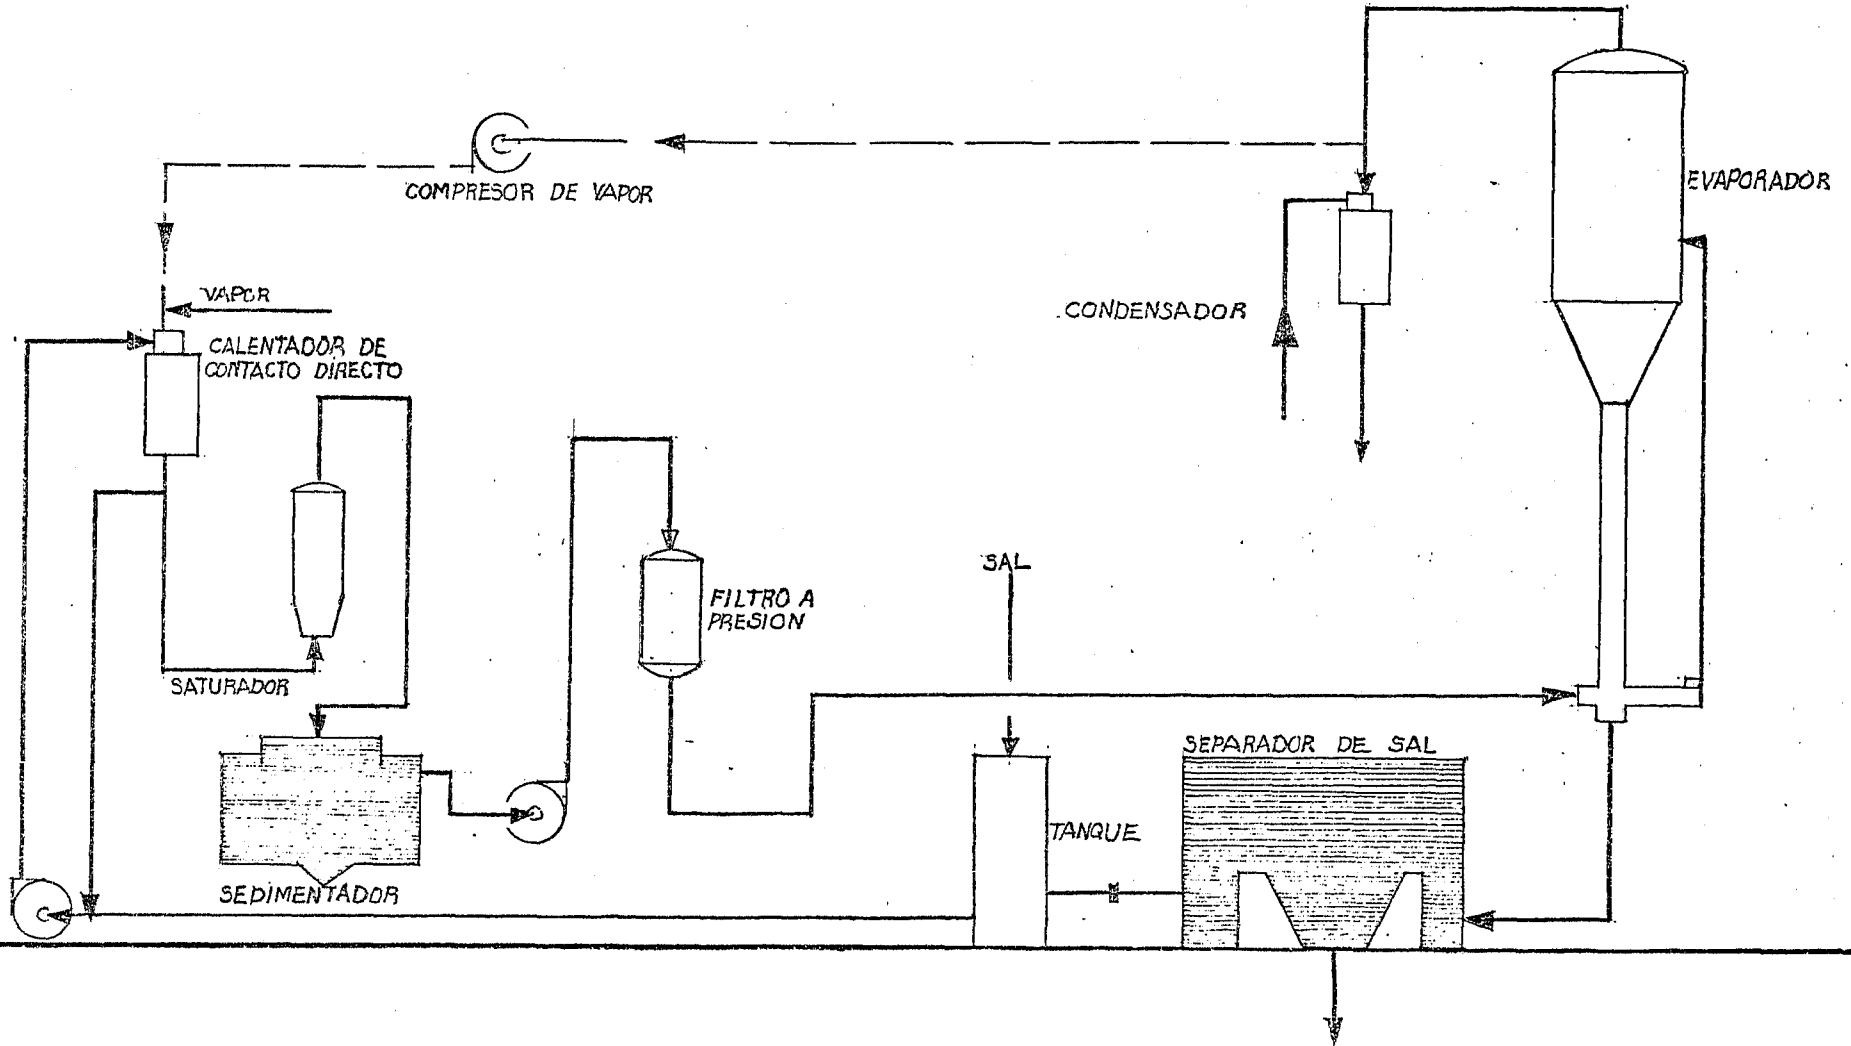 COMPRESOR DE VAPOR
EVAPORADOR
VAPOR
CONDENSADOR
CALENTADOR DE
CONTACTO DIRECTO
SAL
FILTRO A
PRESION
SATURADOR
SEPARADOR DE SAL
TANQUE
SEDIMENTADOR